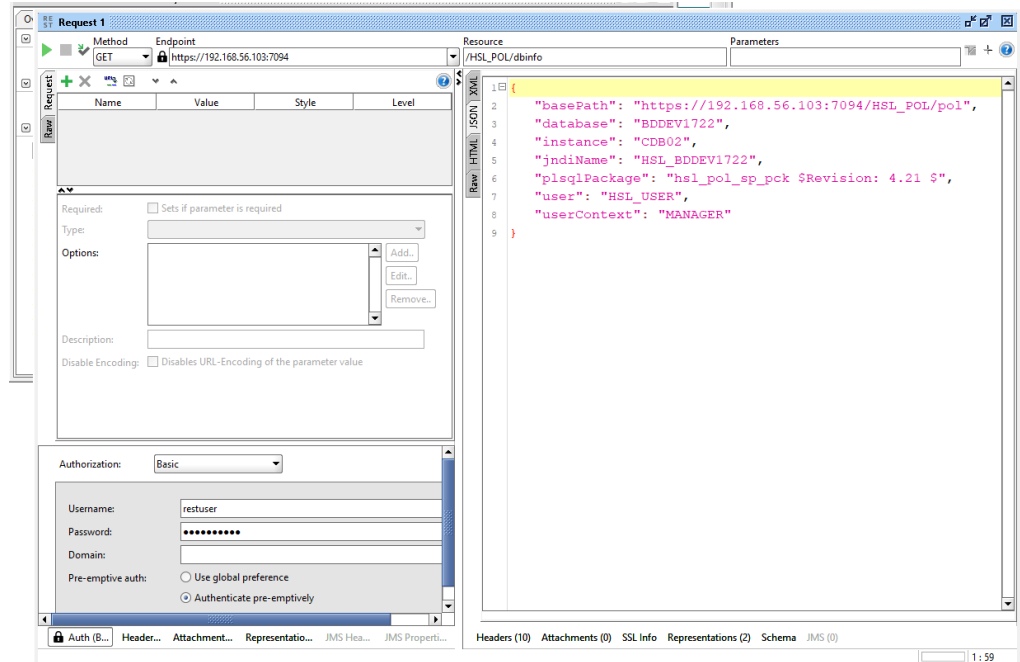 Request 1
Method
Endpoint
Resource
Parameters
GET
https://192.168.56.103:7094
/HSL_POL/dbinfo
Request
Raw
Name
Value
Style
Level
Required:
Sets if parameter is required
Type:
Options:
Add..
Edit..
Remove..
Description:
Disable Encoding:
Disables URL-Encoding of the parameter value
Authorization:
Basic
Username:
restuser
Password:
••••••••••
Domain:
Pre-emptive auth:
Use global preference
Authenticate pre-emptively
Auth (B...
Header...
Attachment...
Representatio...
JMS Hea...
JMS Properti...
XML
JSON
HTML
Raw
1 {
2 "basePath": "https://192.168.56.103:7094/HSL_POL/pol",
3 "database": "BDDEV1722",
4 "instance": "CDB02",
5 "jndiName": "HSL_BDDEV1722",
6 "plsqlPackage": "hsl_pol_sp_pck $Revision: 4.21 $",
7 "user": "HSL_USER",
8 "userContext": "MANAGER"
9 }
Headers (10)
Attachments (0)
SSL Info
Representations (2)
Schema
JMS (0)
1 : 59